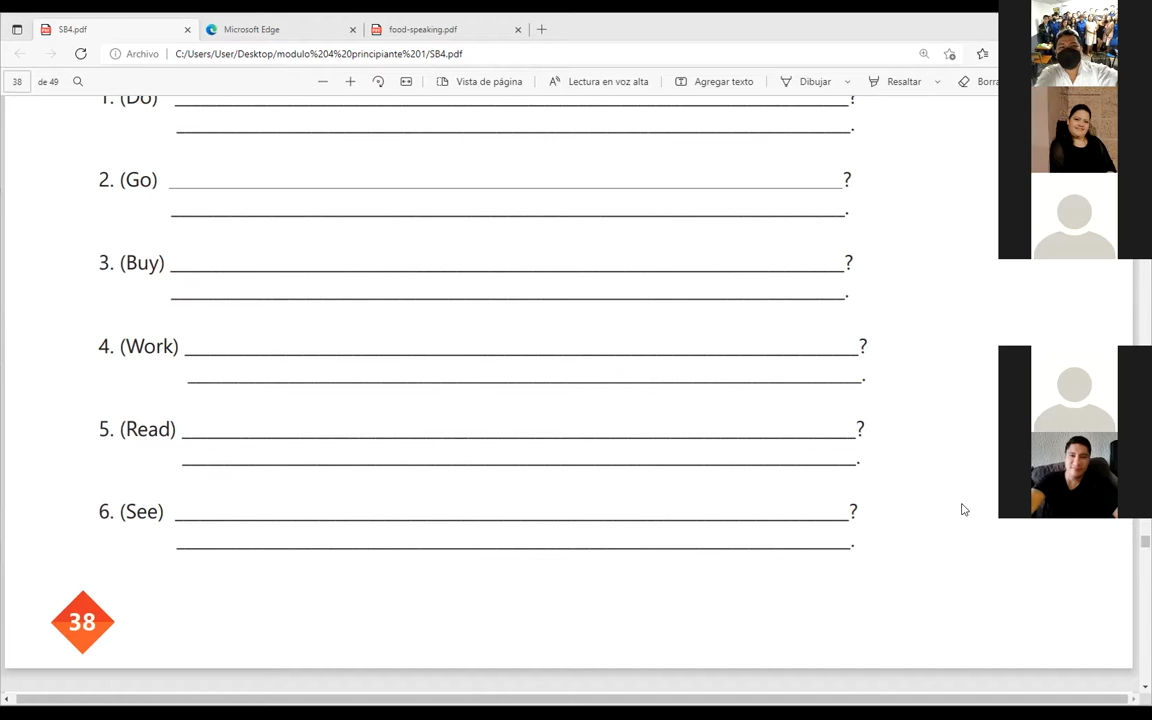 SB4.pdf
Microsoft Edge
food-speaking.pdf
Archivo
C:/Users/User/Desktop/modulo%204%20principiante%201/SB4.pdf
38 de 49
Vista de página
Lectura en voz alta
Agregar texto
Dibujar
Resaltar
Borra
1. (Do) ?
.
2. (Go) ?
.
3. (Buy) ?
.
4. (Work) ?
.
5. (Read) ?
.
6. (See) ?
.
38